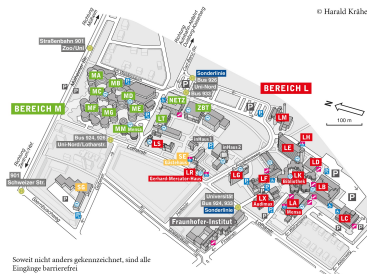 © Harald Krähe
Straßenbahn 901
Zoo/Uni
Sonderlinie
Bus 926
Uni-Nord
Bus 933
BEREICH L
MA
MB
MC
MD
BEREICH M
NETZ
MF
ME
ZBT
LM
MG
LT
N
100 m
MM
Mensa
Bus 924, 926
Uni-Nord/Lotharstr.
LS
InHaus2
InHaus1
LH
LE
LR
Gerhard-Mercator-Haus
LF
LG
LK
Bibliothek
LD
LB
901
Schweizer Str.
LX
Audimax
LA
Mensa
LC
Universität
Bus 924, 933
Sonderlinie
Fraunhofer-Institut
Soweit nicht anders gekennzeichnet, sind alle
Eingänge barrierefrei